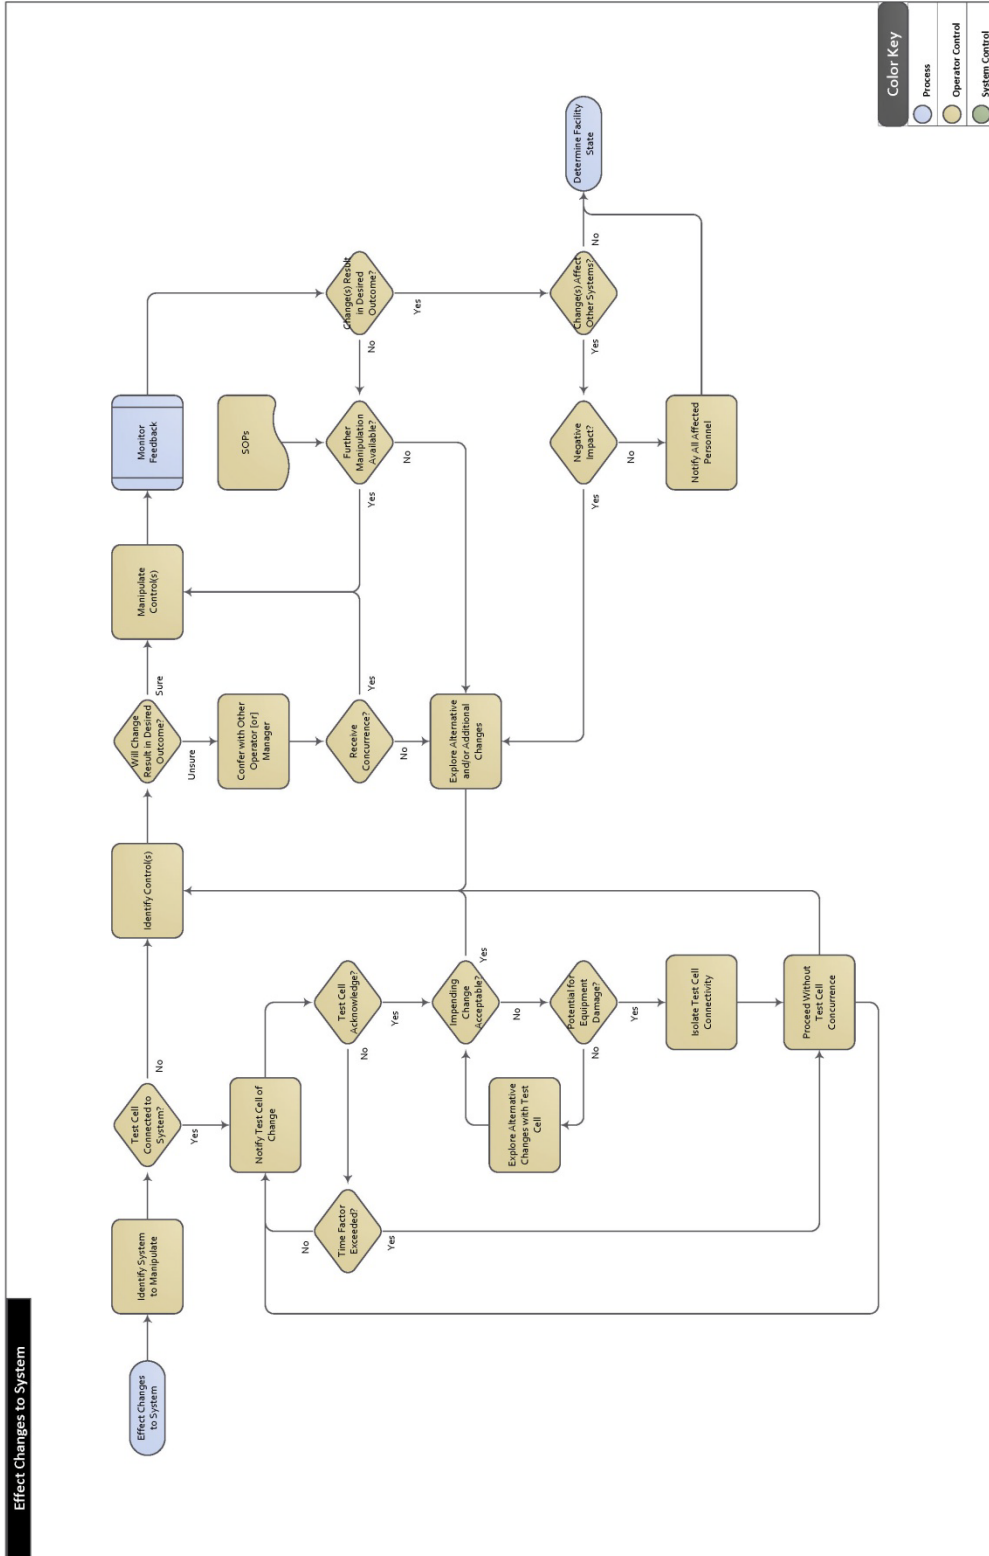 Effect Changes to System
Effect Changes
to System
Identify System
to Manipulate
Test Cell
Connected to
System?
No
Yes
Identify Control(s)
Will Change
Result in Desired
Outcome?
Sure
Unsure
Manipulate
Control(s)
Monitor
Feedback
Notify Test Cell of
Change
Confer with Other
Operator [or]
Manager
SOPs
Time Factor
Exceeded?
No
Yes
Test Cell
Acknowledge?
No
Yes
Receive
Concurrence?
Yes
No
Further
Manipulation
Available?
Yes
No
Change(s) Result
in Desired
Outcome?
No
Yes
Impending
Change
Acceptable?
Yes
No
Explore Alternative
and/or Additional
Changes
Explore Alternative
Changes with Test
Cell
Potential for
Equipment
Damage?
No
Yes
Negative
Impact?
Yes
No
Change(s) Affect
Other Systems?
Yes
No
Determine Facility
State
Isolate Test Cell
Connectivity
Notify All Affected
Personnel
Proceed Without
Test Cell
Concurrence
Color Key
Process
Operator Control
System Control